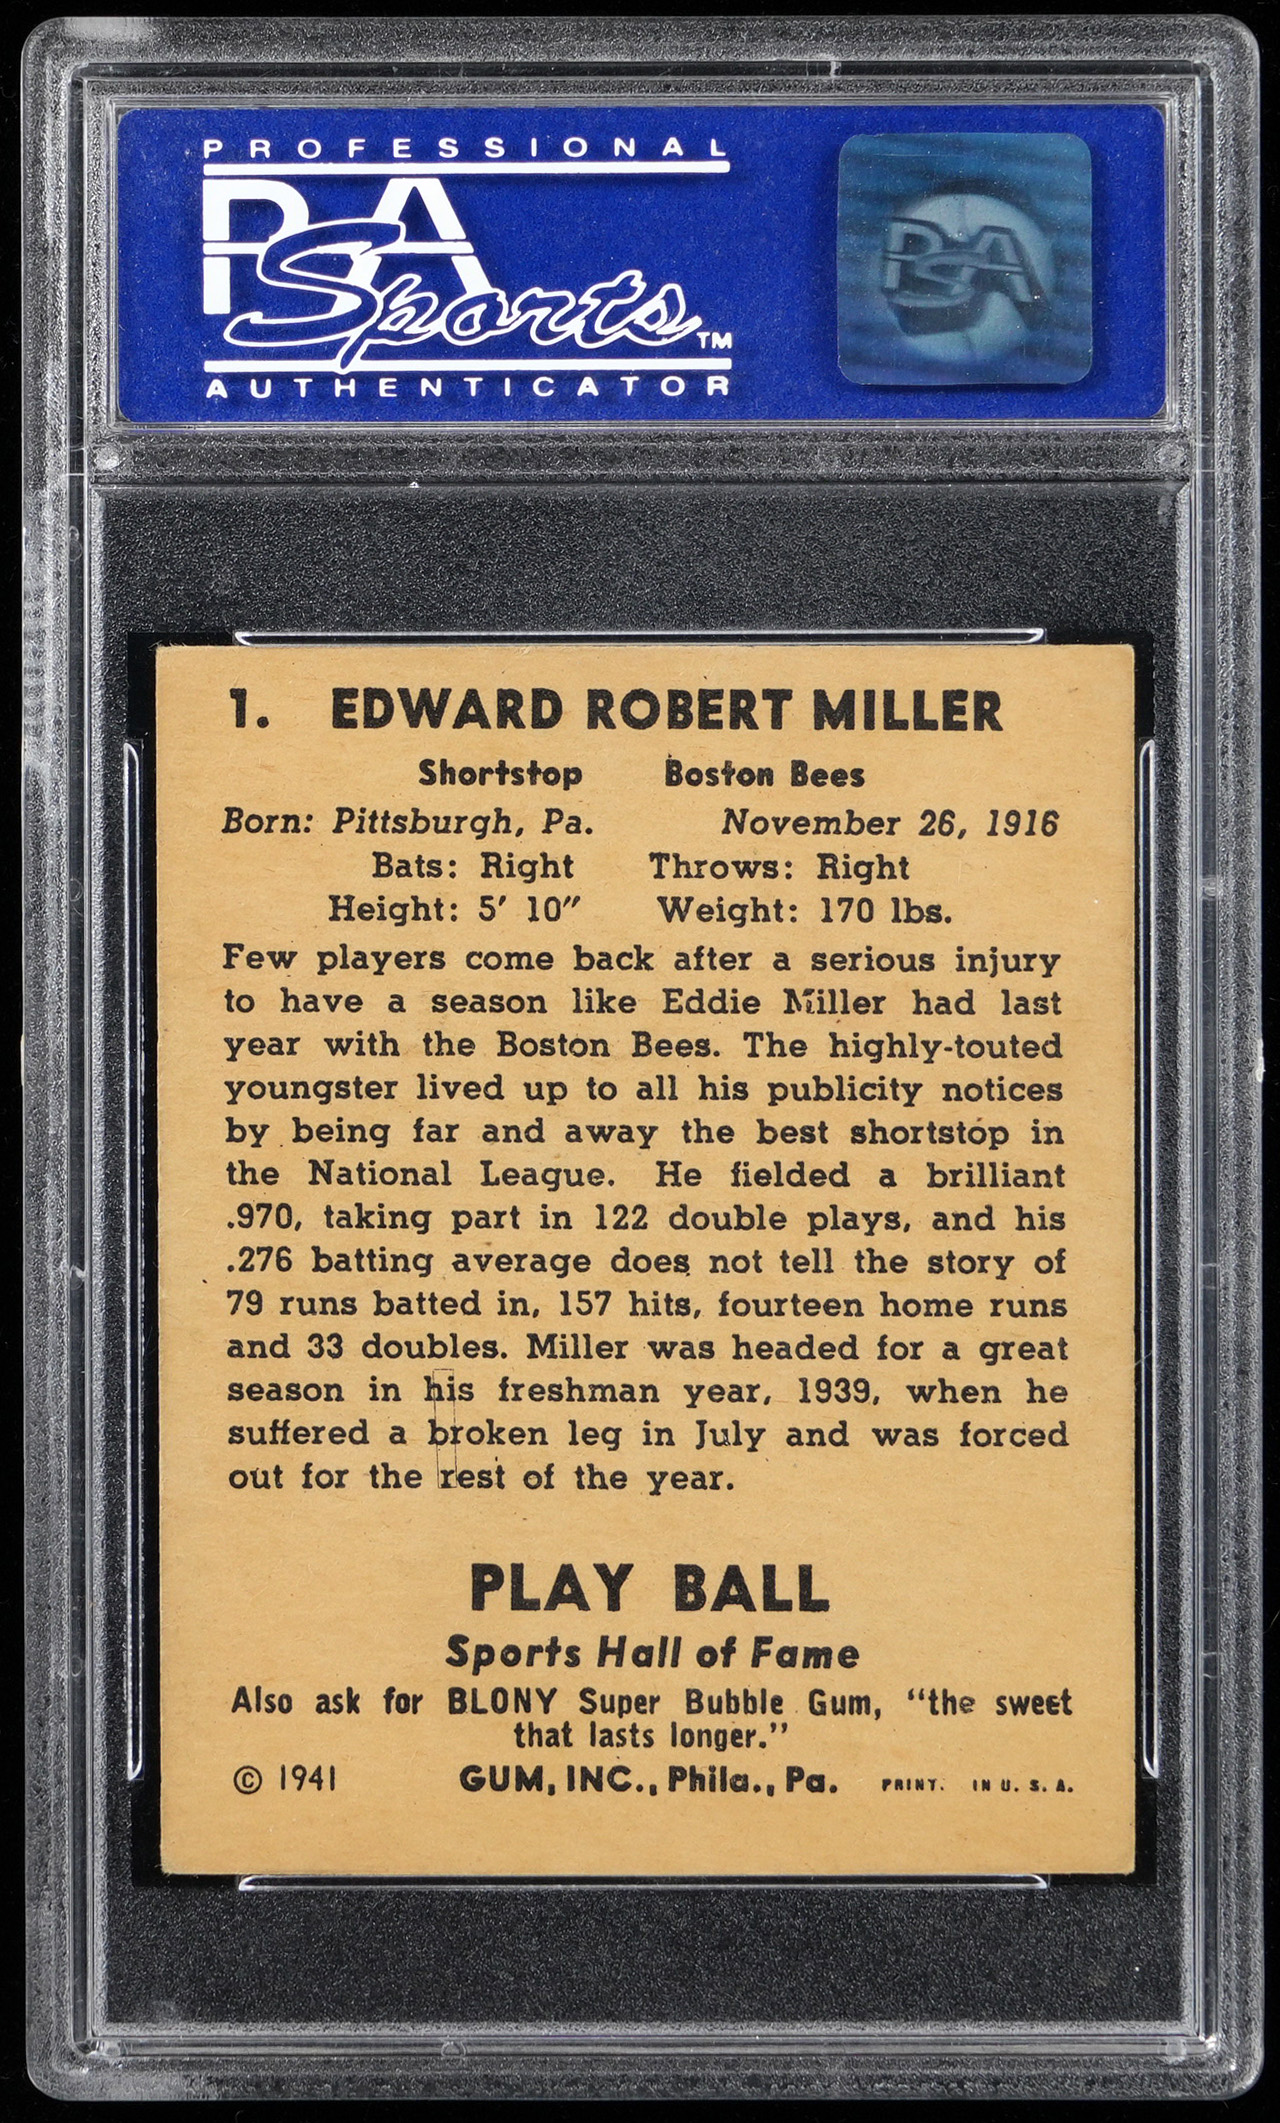 PROFESSIONAL
PSA
Sports™
AUTHENTICATOR
PSA
1. EDWARD ROBERT MILLER
Shortstop Boston Bees
Born: Pittsburgh, Pa. November 26, 1916
Bats: Right Throws: Right
Height: 5′ 10″ Weight: 170 lbs.
Few players come back after a serious injury
to have a season like Eddie Miller had last
year with the Boston Bees. The highly-touted
youngster lived up to all his publicity notices
by being far and away the best shortstop in
the National League. He fielded a brilliant
.970, taking part in 122 double plays, and his
.276 batting average does not tell the story of
79 runs batted in, 157 hits, fourteen home runs
and 33 doubles. Miller was headed for a great
season in his freshman year, 1939, when he
suffered a broken leg in July and was forced
out for the rest of the year.
PLAY BALL
Sports Hall of Fame
Also ask for BLONY Super Bubble Gum, “the sweet
that lasts longer.”
© 1941 GUM, INC., Phila., Pa. PRINT. IN U. S. A.